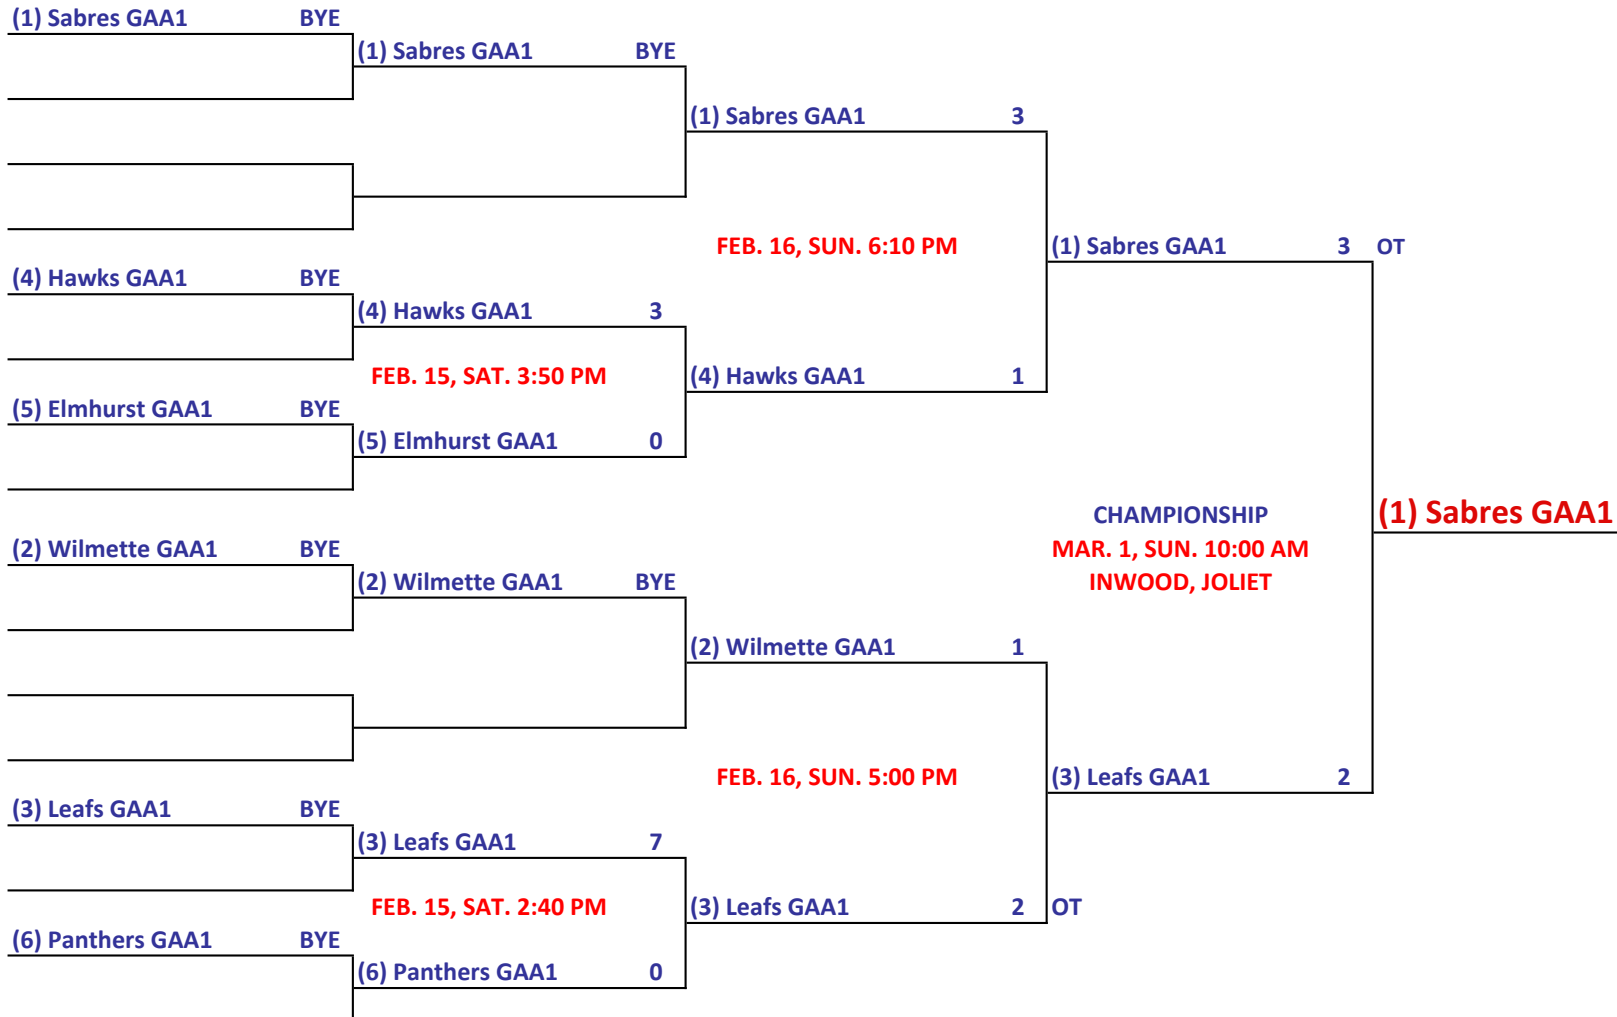 (1) Sabres GAA1 BYE
(1) Sabres GAA1 BYE
(1) Sabres GAA1 3
FEB. 16, SUN. 6:10 PM
(1) Sabres GAA1 3 OT
(4) Hawks GAA1 BYE
(4) Hawks GAA1 3
FEB. 15, SAT. 3:50 PM
(4) Hawks GAA1 1
(5) Elmhurst GAA1 BYE
(5) Elmhurst GAA1 0
CHAMPIONSHIP
MAR. 1, SUN. 10:00 AM
INWOOD, JOLIET
(1) Sabres GAA1
(2) Wilmette GAA1 BYE
(2) Wilmette GAA1 BYE
(2) Wilmette GAA1 1
FEB. 16, SUN. 5:00 PM
(3) Leafs GAA1 2
(3) Leafs GAA1 BYE
(3) Leafs GAA1 7
FEB. 15, SAT. 2:40 PM
(3) Leafs GAA1 2 OT
(6) Panthers GAA1 BYE
(6) Panthers GAA1 0